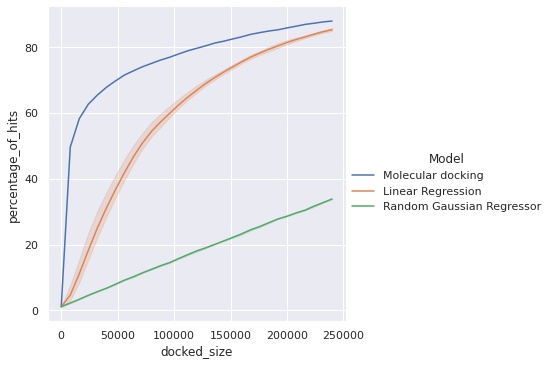 percentage_of_hits
80
60
40
20
0
0 50000 100000 150000 200000 250000
docked_size
Model
Molecular docking
Linear Regression
Random Gaussian Regressor